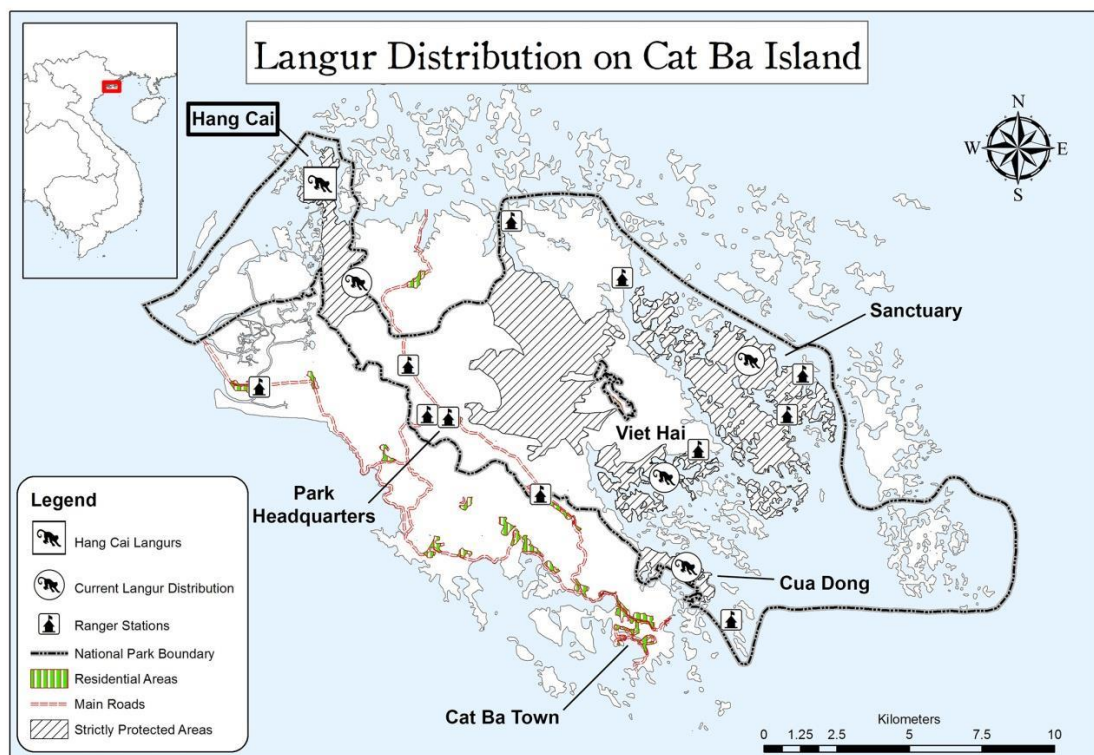 Langur Distribution on Cat Ba Island
Hang Cai
N
W E
S
Sanctuary
Viet Hai
Park
Headquarters
Cua Dong
Cat Ba Town
Legend
Hang Cai Langurs
Current Langur Distribution
Ranger Stations
National Park Boundary
Residential Areas
Main Roads
Strictly Protected Areas
Kilometers
0 1.25 2.5 5 7.5 10